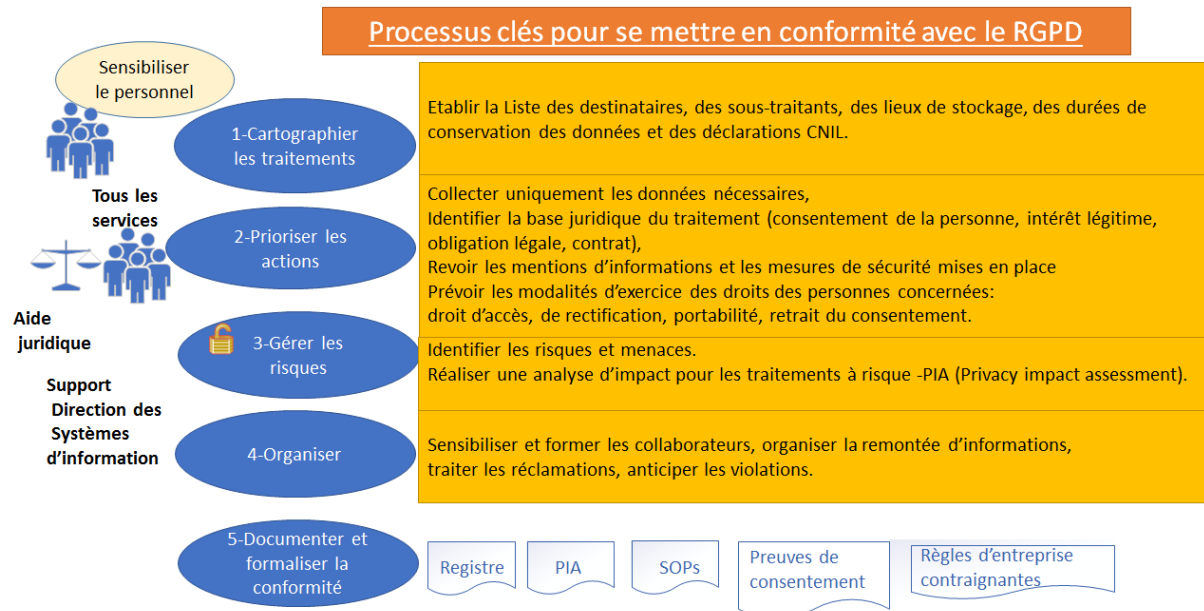 Processus clés pour se mettre en conformité avec le RGPD
Sensibiliser
le personnel
1-Cartographier
les traitements
Etablir la Liste des destinataires, des sous-traitants, des lieux de stockage, des durées de
conservation des données et des déclarations CNIL.
Tous les
services
2-Prioriser les
actions
Collecter uniquement les données nécessaires,
Identifier la base juridique du traitement (consentement de la personne, intérêt légitime,
obligation légale, contrat),
Revoir les mentions d’informations et les mesures de sécurité mises en place
Prévoir les modalités d’exercice des droits des personnes concernées:
droit d’accès, de rectification, portabilité, retrait du consentement.
Aide
juridique
3-Gérer les
risques
Identifier les risques et menaces.
Réaliser une analyse d’impact pour les traitements à risque -PIA (Privacy impact assessment).
Support
Direction des
Systèmes
d’information
4-Organiser
Sensibiliser et former les collaborateurs, organiser la remontée d’informations,
traiter les réclamations, anticiper les violations.
5-Documenter et
formaliser la
conformité
Registre
PIA
SOPs
Preuves de
consentement
Règles d’entreprise
contraignantes